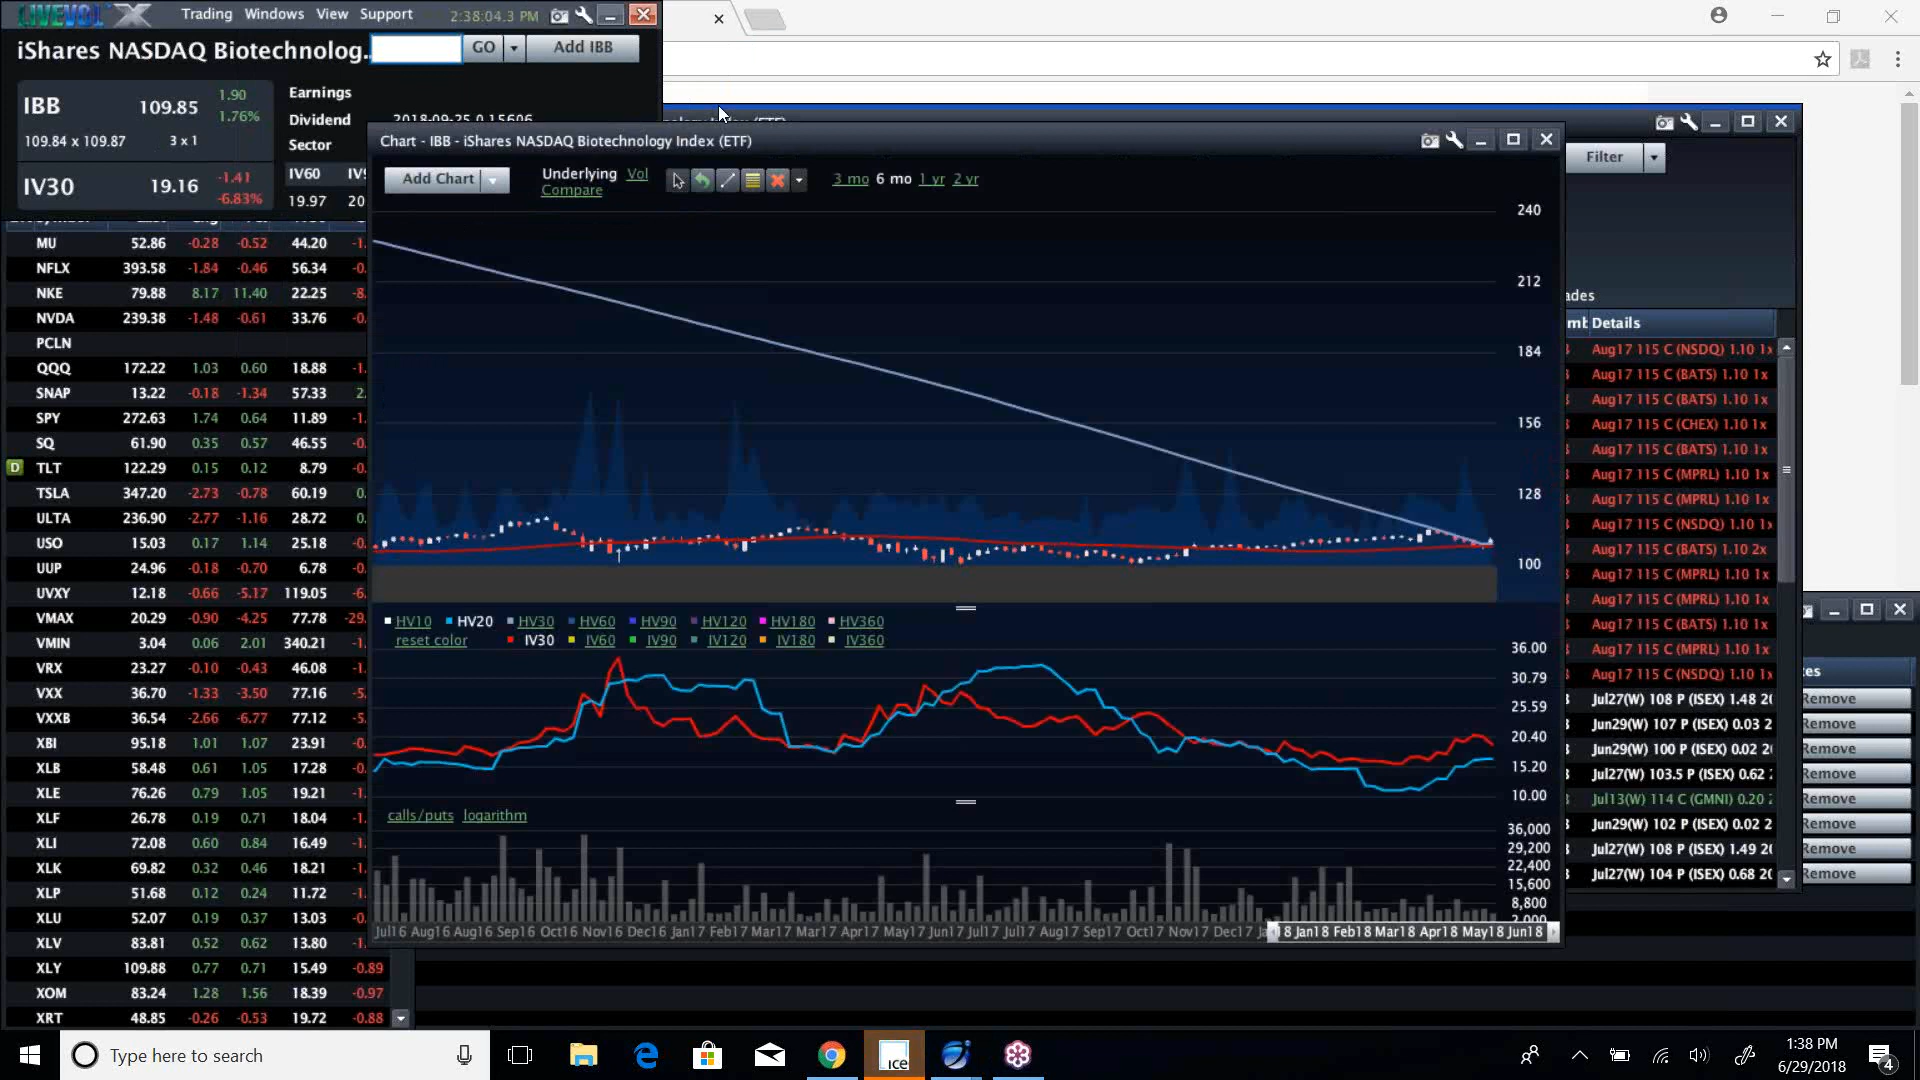 LIVEVOL X
Trading Windows View Support 2:38:04.3 PM
iShares NASDAQ Biotechnolog. GO Add IBB
IBB 109.85 1.90 1.76%
109.84 x 109.87 3 x 1
IV30 19.16 -1.41 -6.83%
Earnings
Dividend 2018-09-25 0.15606
Sector
IV60
19.97 20
MU 52.86 -0.28 -0.52 44.20
NFLX 393.58 -1.84 -0.46 56.34
NKE 79.88 8.17 11.40 22.25
NVDA 239.38 -1.48 -0.61 33.76
PCLN
QQQ 172.22 1.03 0.60 18.88
SNAP 13.22 -0.18 -1.34 57.33
SPY 272.63 1.74 0.64 11.89
SQ 61.90 0.35 0.57 46.55
D TLT 122.29 0.15 0.12 8.79
TSLA 347.20 -2.73 -0.78 60.19
ULTA 236.90 -2.77 -1.16 28.72
USO 15.03 0.17 1.14 25.18
UUP 24.96 -0.18 -0.70 6.78
UVXY 12.18 -0.66 -5.17 119.05
VMAX 20.29 -0.90 -4.25 77.78
VMIN 3.04 0.06 2.01 340.21
VRX 23.27 -0.10 -0.43 46.08
VXX 36.70 -1.33 -3.50 77.16
VXXB 36.54 -2.66 -6.77 77.12
XBI 95.18 1.01 1.07 23.91
XLB 58.48 0.61 1.05 17.28
XLE 76.26 0.79 1.05 19.21
XLF 26.78 0.19 0.71 18.04
XLI 72.08 0.60 0.84 16.49
XLK 69.82 0.32 0.46 18.21
XLP 51.68 0.12 0.24 11.72
XLU 52.07 0.19 0.37 13.03
XLV 83.81 0.52 0.62 13.80
XLY 109.88 0.77 0.71 15.49 -0.89
XOM 83.24 1.28 1.56 18.39 -0.97
XRT 48.85 -0.26 -0.53 19.72 -0.88
Chart - IBB - iShares NASDAQ Biotechnology Index (ETF)
Add Chart Underlying Vol 3 mo 6 mo 1 yr 2 yr
Compare
240
212
184
156
128
100
HV10 HV20 HV30 HV60 HV90 HV120 HV180 HV360
reset color IV30 IV60 IV90 IV120 IV180 IV360
36.00
30.79
25.59
20.40
15.20
10.00
calls/puts logarithm
36,000
29,200
22,400
15,600
8,800
2,000
Jul16 Aug16 Aug16 Sep16 Oct16 Nov16 Dec16 Jan17 Feb17 Mar17 Mar17 Apr17 May17 Jun17 Jul17 Jul17 Aug17 Sep17 Oct17 Nov17 Dec17 Jan18 Feb18 Mar18 Apr18 May18 Jun18
Filter
Details
Aug17 115 C (NSDQ) 1.10 1x
Aug17 115 C (BATS) 1.10 1x
Aug17 115 C (BATS) 1.10 1x
Aug17 115 C (CHEX) 1.10 1x
Aug17 115 C (BATS) 1.10 1x
Aug17 115 C (MPRL) 1.10 1x
Aug17 115 C (MPRL) 1.10 1x
Aug17 115 C (NSDQ) 1.10 1x
Aug17 115 C (BATS) 1.10 2x
Aug17 115 C (MPRL) 1.10 1x
Aug17 115 C (MPRL) 1.10 1x
Aug17 115 C (BATS) 1.10 1x
Aug17 115 C (MPRL) 1.10 1x
Aug17 115 C (NSDQ) 1.10 1x
Jul27(W) 108 P (ISEX) 1.48 Remove
Jun29(W) 107 P (ISEX) 0.03 Remove
Jun29(W) 100 P (ISEX) 0.02 Remove
Jul27(W) 103.5 P (ISEX) 0.62 Remove
Jul13(W) 114 C (GMNI) 0.20 Remove
Jun29(W) 102 P (ISEX) 0.02 Remove
Jul27(W) 108 P (ISEX) 1.49 Remove
Jul27(W) 104 P (ISEX) 0.68 Remove
Type here to search
ice
1:38 PM
6/29/2018
4